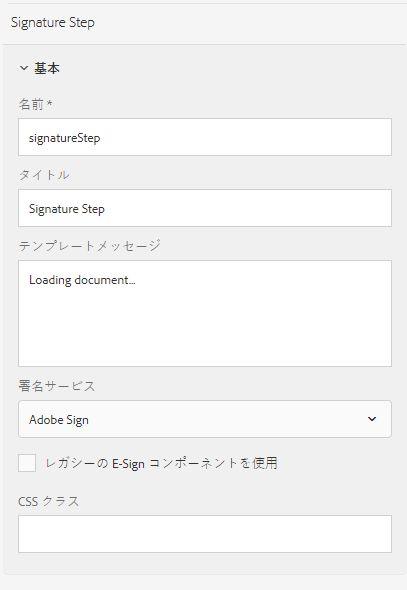 Signature Step
基本
名前 *
signatureStep
タイトル
Signature Step
テンプレートメッセージ
Loading document...
署名サービス
Adobe Sign
レガシーの E-Sign コンポーネントを使用
CSS クラス